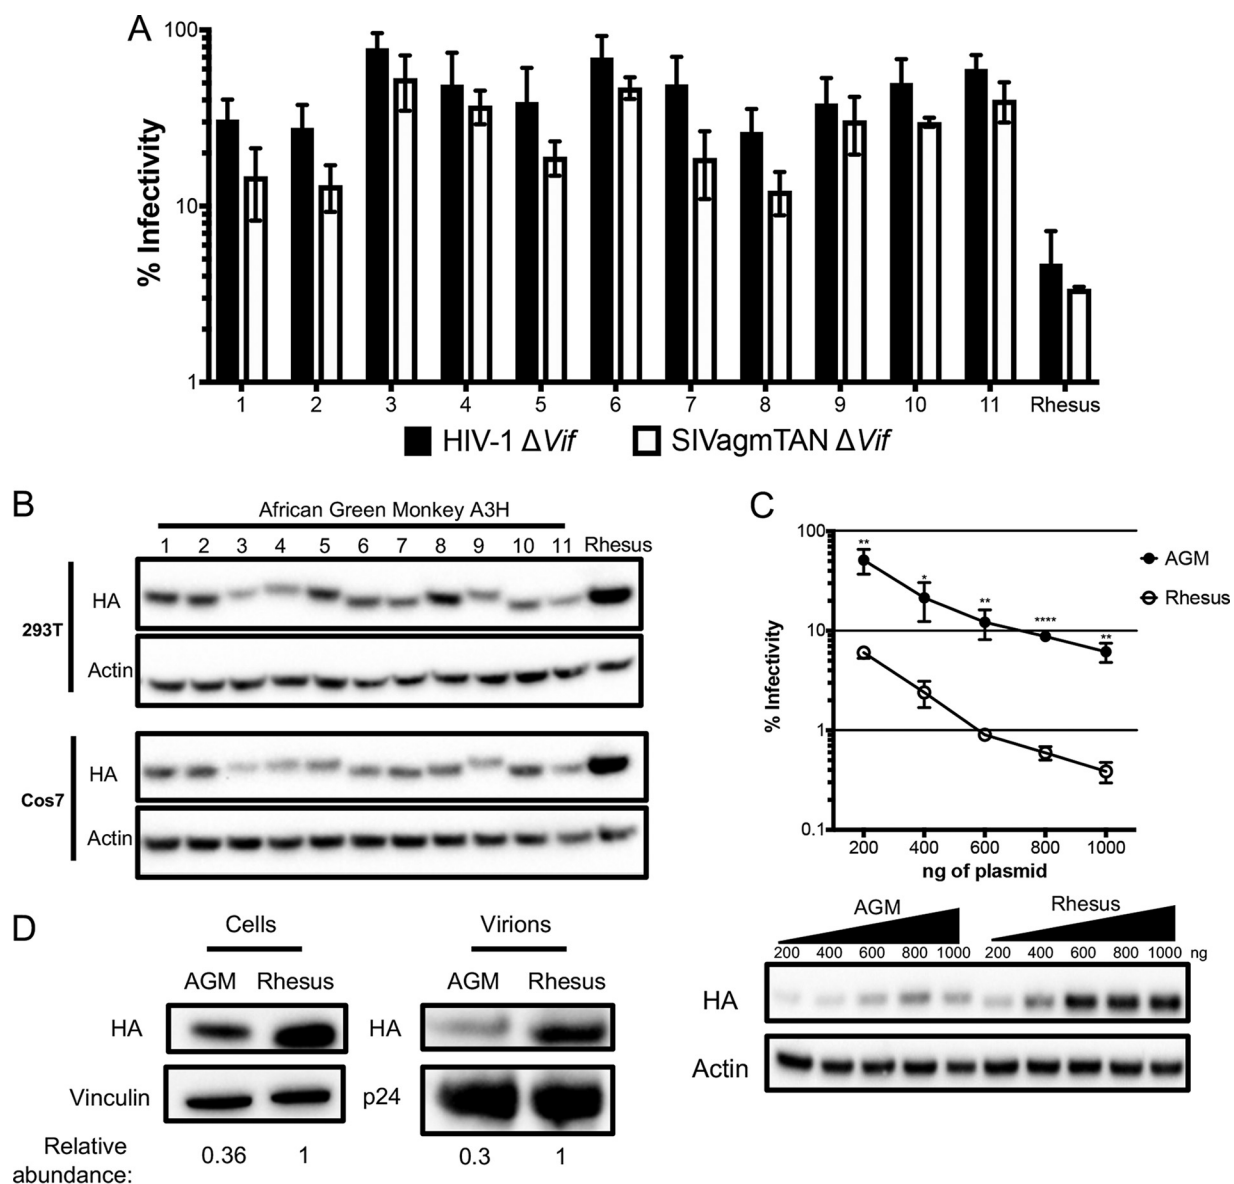 A
% Infectivity
100
10
1
1 2 3 4 5 6 7 8 9 10 11 Rhesus
HIV-1 ΔVif SIVagmTAN ΔVif
B
African Green Monkey A3H
1 2 3 4 5 6 7 8 9 10 11 Rhesus
293T
HA
Actin
Cos7
HA
Actin
C
% Infectivity
100
10
1
0.1
** * ** **** **
AGM
Rhesus
200 400 600 800 1000
ng of plasmid
AGM Rhesus
200 400 600 800 1000 200 400 600 800 1000 ng
HA
Actin
D
Cells Virions
AGM Rhesus AGM Rhesus
HA HA
Vinculin p24
Relative
abundance:
0.36 1 0.3 1